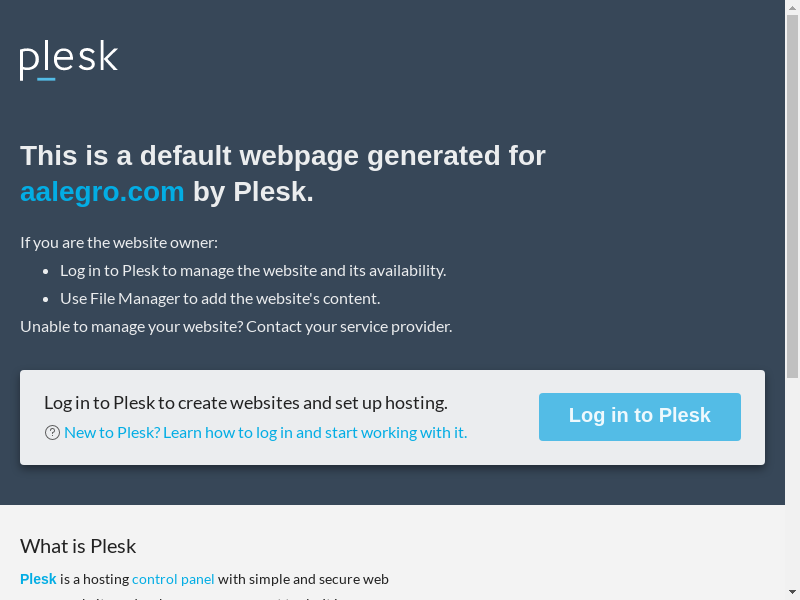 plesk
This is a default webpage generated for
aalegro.com by Plesk.
If you are the website owner:
Log in to Plesk to manage the website and its availability.
Use File Manager to add the website's content.
Unable to manage your website? Contact your service provider.
Log in to Plesk to create websites and set up hosting.
New to Plesk? Learn how to log in and start working with it.
Log in to Plesk
What is Plesk
Plesk is a hosting control panel with simple and secure web